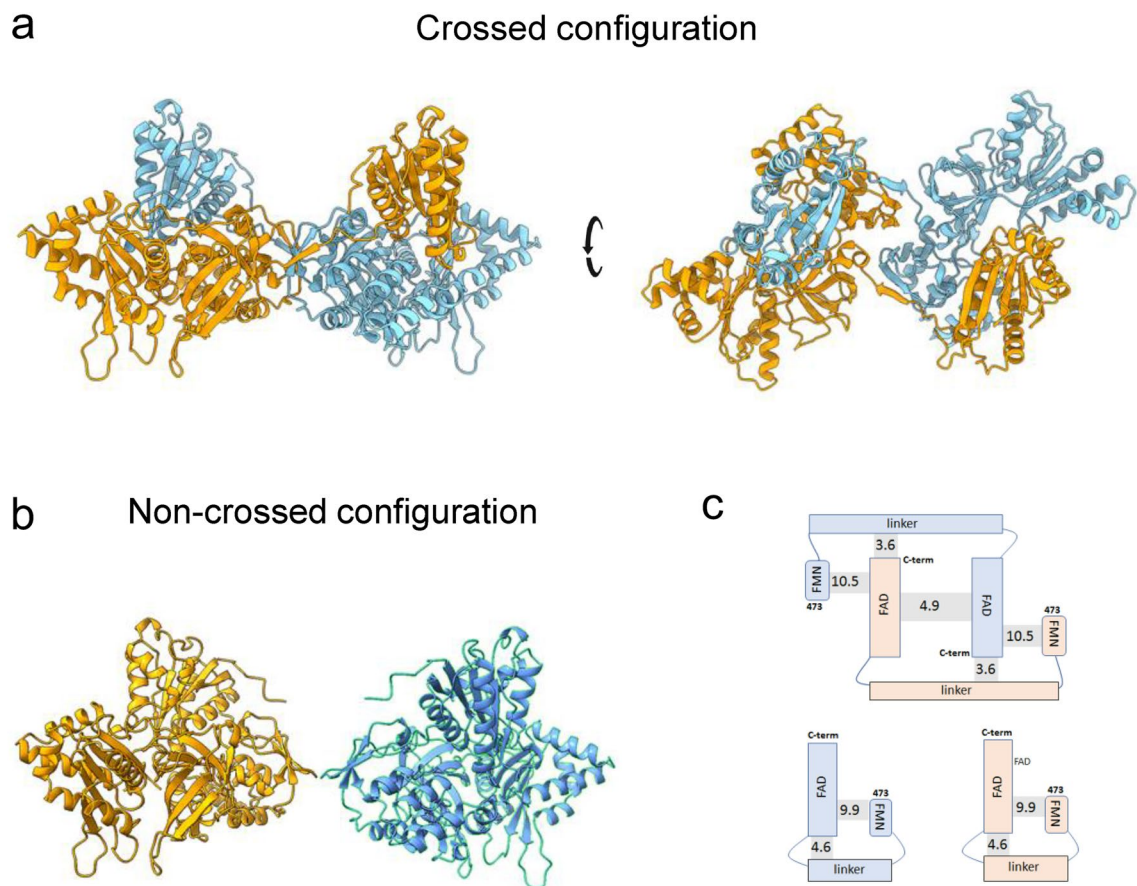 a
Crossed configuration
b
Non-crossed configuration
c
linker
3.6
C-term
FMN
10.5
473
FAD
4.9
FAD
473
10.5
FMN
C-term
3.6
linker
C-term
FAD
473
9.9
FMN
4.6
linker
C-term
FAD
FAD
473
9.9
FMN
4.6
linker